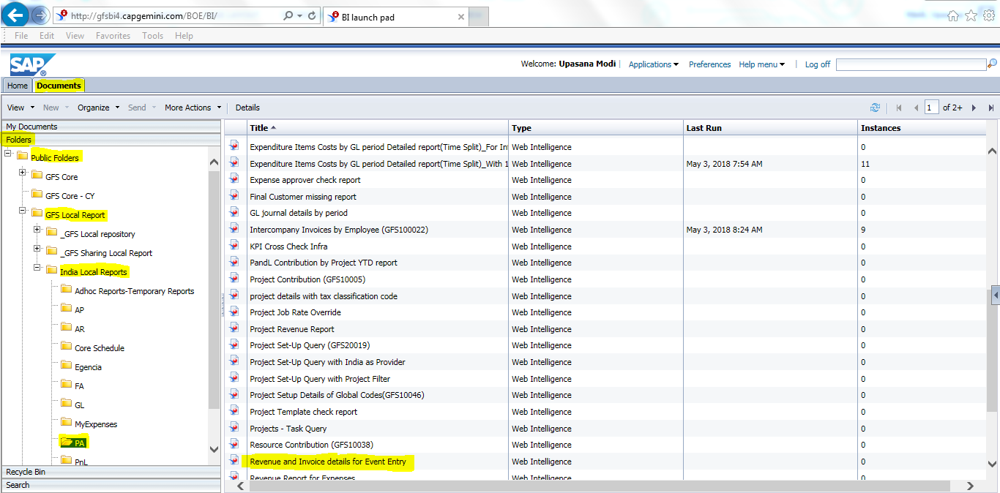 http://gfsbi4.capgemini.com/BOE/BI/
BI launch pad
File Edit View Favorites Tools Help
SAP
Welcome: Upasana Modi Applications Preferences Help menu Log off
Home Documents
View New Organize Send More Actions Details 1 of 2+
My Documents
Folders
Public Folders
GFS Core
GFS Core - CY
GFS Local Report
_GFS Local repository
_GFS Sharing Local Report
India Local Reports
Adhoc Reports-Temporary Reports
AP
AR
Core Schedule
Egencia
FA
GL
MyExpenses
PA
PnL
Recycle Bin
Search
Title Type Last Run Instances
Expenditure Items Costs by GL period Detailed report(Time Split)_For In Web Intelligence 0
Expenditure Items Costs by GL period Detailed report(Time Split)_With 1 Web Intelligence May 3, 2018 7:54 AM 11
Expense approver check report Web Intelligence 0
Final Customer missing report Web Intelligence 0
GL journal details by period Web Intelligence 0
Intercompany Invoices by Employee (GFS100022) Web Intelligence May 3, 2018 8:24 AM 9
KPI Cross Check Infra Web Intelligence 0
PandL Contribution by Project YTD report Web Intelligence 0
Project Contribution (GFS10005) Web Intelligence 0
project details with tax classification code Web Intelligence 0
Project Job Rate Override Web Intelligence 0
Project Revenue Report Web Intelligence 0
Project Set-Up Query (GFS20019) Web Intelligence 0
Project Set-Up Query with India as Provider Web Intelligence 0
Project Set-Up Query with Project Filter Web Intelligence 0
Project Setup Details of Global Codes(GFS10046) Web Intelligence 0
Project Template check report Web Intelligence 0
Projects - Task Query Web Intelligence 0
Resource Contribution (GFS10038) Web Intelligence 0
Revenue and Invoice details for Event Entry Web Intelligence 0
Revenue Report for Expenses Web Intelligence 0